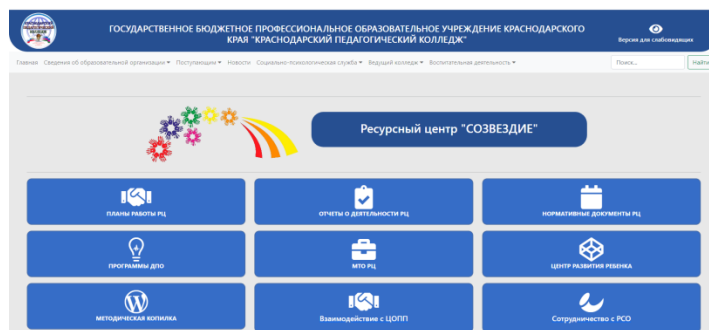 ГОСУДАРСТВЕННОЕ БЮДЖЕТНОЕ ПРОФЕССИОНАЛЬНОЕ ОБРАЗОВАТЕЛЬНОЕ УЧРЕЖДЕНИЕ КРАСНОДАРСКОГО
КРАЯ "КРАСНОДАРСКИЙ ПЕДАГОГИЧЕСКИЙ КОЛЛЕДЖ"
Версия для слабовидящих
Главная Сведения об образовательной организации Поступающим Новости Социально-психологическая служба Ведущий колледж Воспитательная деятельность Поиск... Найти
Ресурсный центр "СОЗВЕЗДИЕ"
ПЛАНЫ РАБОТЫ РЦ
ОТЧЕТЫ О ДЕЯТЕЛЬНОСТИ РЦ
НОРМАТИВНЫЕ ДОКУМЕНТЫ РЦ
ПРОГРАММЫ ДПО
МТО РЦ
ЦЕНТР РАЗВИТИЯ РЕБЕНКА
МЕТОДИЧЕСКАЯ КОПИЛКА
Взаимодействие с ЦОПП
Сотрудничество с РСО